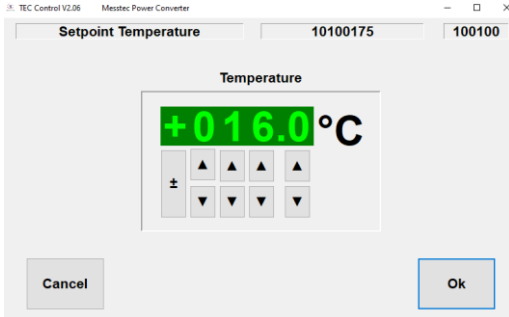 TEC Control V2.06 Messtec Power Converter
Setpoint Temperature 10100175 100100
Temperature
+016.0 °C
±
Cancel Ok